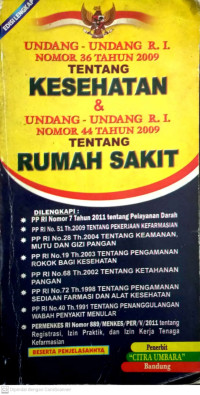 EDISI LENGKAP
UNDANG - UNDANG R. I.
NOMOR 36 TAHUN 2009
TENTANG
KESEHATAN
&
UNDANG - UNDANG R. I.
NOMOR 44 TAHUN 2009
TENTANG
RUMAH SAKIT
DILENGKAPI :
PP RI Nomor 7 Tahun 2011 tentang Pelayanan Darah
PP RI No. 51 Th.2009 tentang PEKERJAAN KEFARMASIAN
PP RI No.28 Th.2004 tentang KEAMANAN,
MUTU DAN GIZI PANGAN
PP RI No.19 Th.2003 tentang PENGAMANAN
ROKOK BAGI KESEHATAN
PP RI No.68 Th.2002 tentang KETAHANAN
PANGAN
PP RI No.72 Th.1998 tentang PENGAMANAN
SEDIAAN FARMASI DAN ALAT KESEHATAN
PP RI No.40 Th.1991 tentang PENANGGULANGAN
WABAH PENYAKIT MENULAR
PERMENKES RI Nomor 889/MENKES/PER/V/2011 tentang
Registrasi, Izin Praktik, dan Izin Kerja Tenaga
Kefarmasian
BESERTA PENJELASANNYA
Penerbit
"CITRA UMBARA"
Bandung